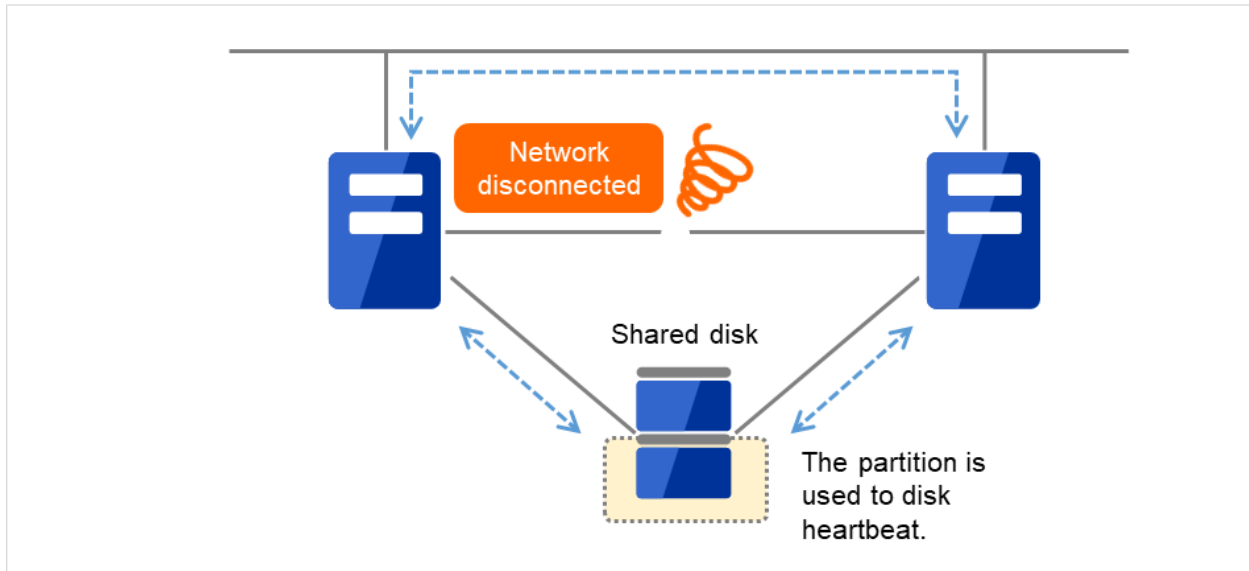 Network
disconnected
Shared disk
The partition is
used to disk
heartbeat.